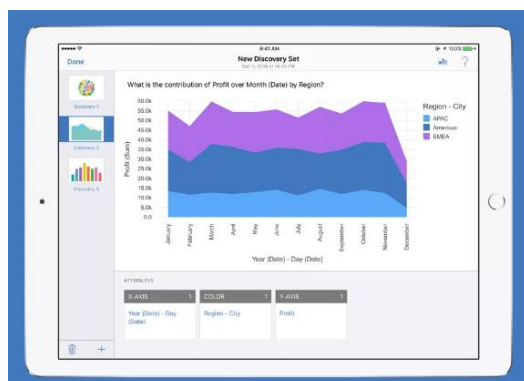 9:41 AM
100%
Done
New Discovery Set
What is the contribution of Profit over Month (Date) by Region?
Discovery 1
Discovery 2
Discovery 3
Profit (Sum)
60.0k
55.0k
50.0k
45.0k
40.0k
35.0k
30.0k
25.0k
20.0k
15.0k
10.0k
5.0k
0.0
January
February
March
April
May
June
July
August
September
October
November
December
Year (Date) - Day (Date)
Region - City
APAC
Americas
EMEA
ATTRIBUTES
X-AXIS 1
Year (Date) - Day
(Date)
COLOR 1
Region - City
Y-AXIS 1
Profit